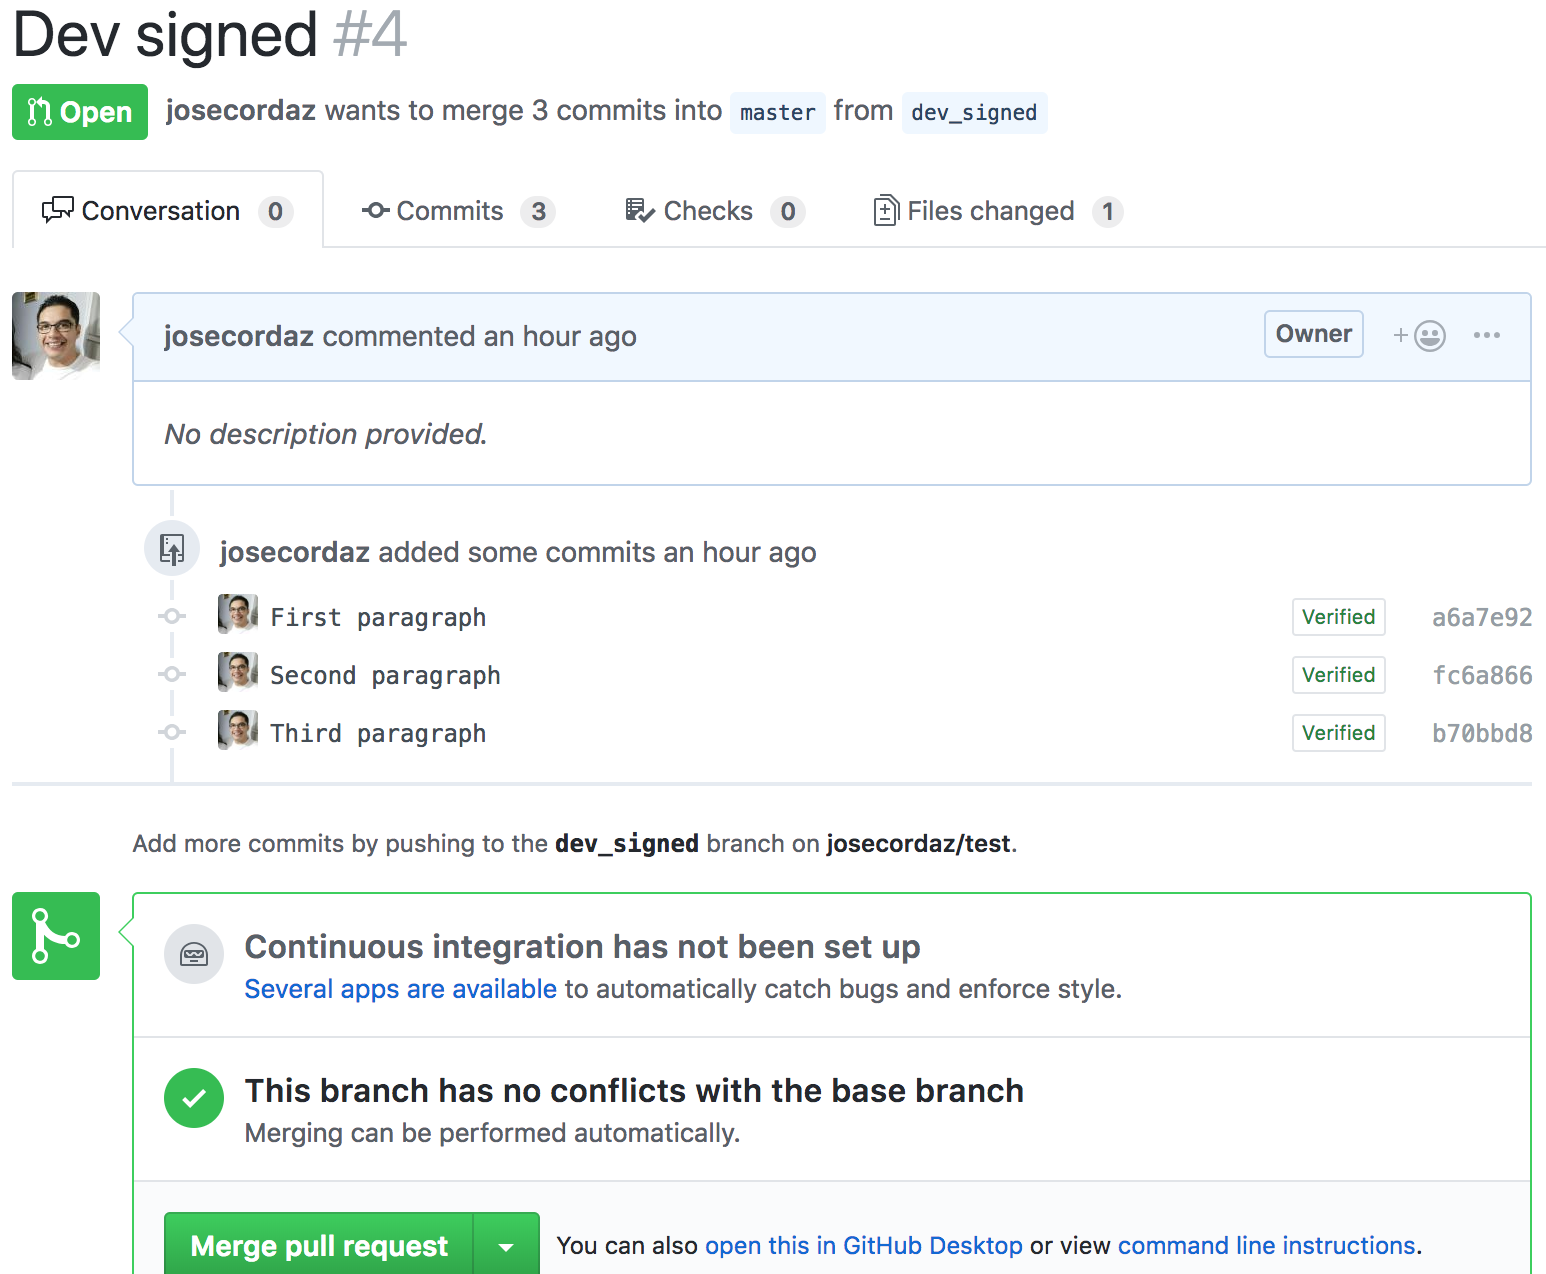 Dev signed #4
Open josecordaz wants to merge 3 commits into master from dev_signed
Conversation 0 Commits 3 Checks 0 Files changed 1
josecordaz commented an hour ago Owner +
No description provided.
josecordaz added some commits an hour ago
First paragraph Verified a6a7e92
Second paragraph Verified fc6a866
Third paragraph Verified b70bbd8
Add more commits by pushing to the dev_signed branch on josecordaz/test.
Continuous integration has not been set up
Several apps are available to automatically catch bugs and enforce style.
This branch has no conflicts with the base branch
Merging can be performed automatically.
Merge pull request You can also open this in GitHub Desktop or view command line instructions.